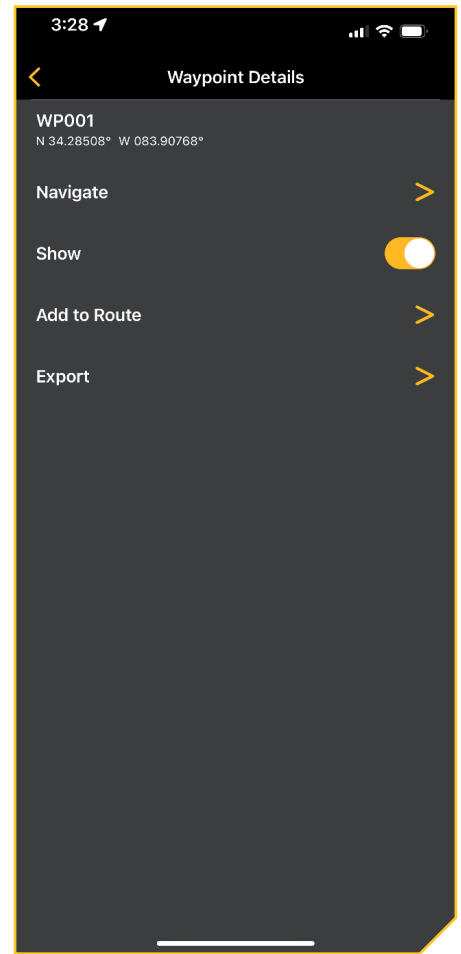 3:28
Waypoint Details
WP001
N 34.28508° W 083.90768°
Navigate
Show
Add to Route
Export